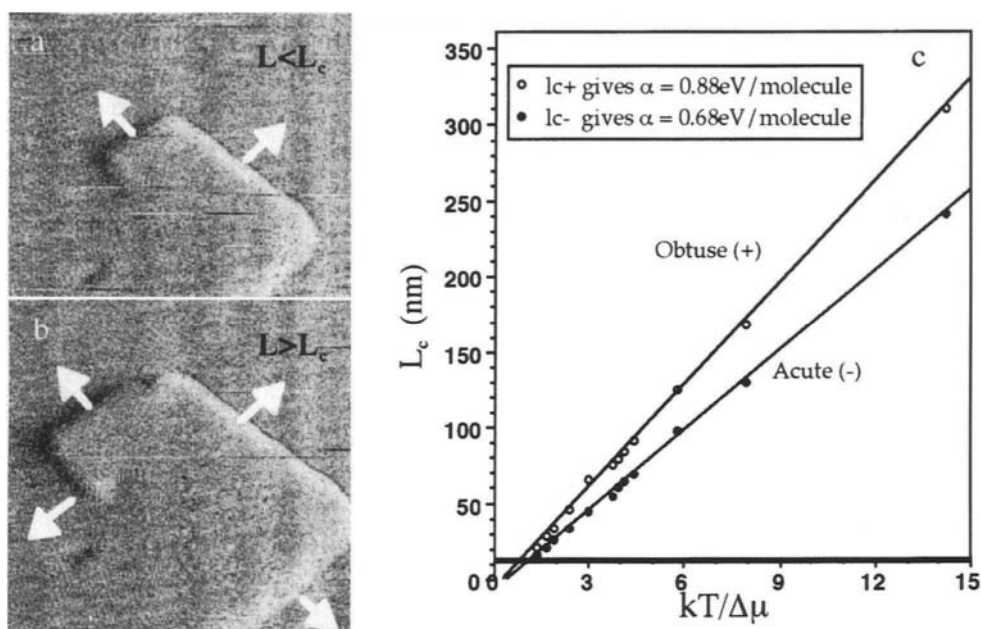 a
L<Lc
b
L>Lc
c
lc+ gives α = 0.88eV/molecule
lc- gives α = 0.68eV/molecule
Obtuse (+)
Acute (-)
Lc (nm)
350
300
250
200
150
100
50
0
0 3 6 9 12 15
kT/Δμ